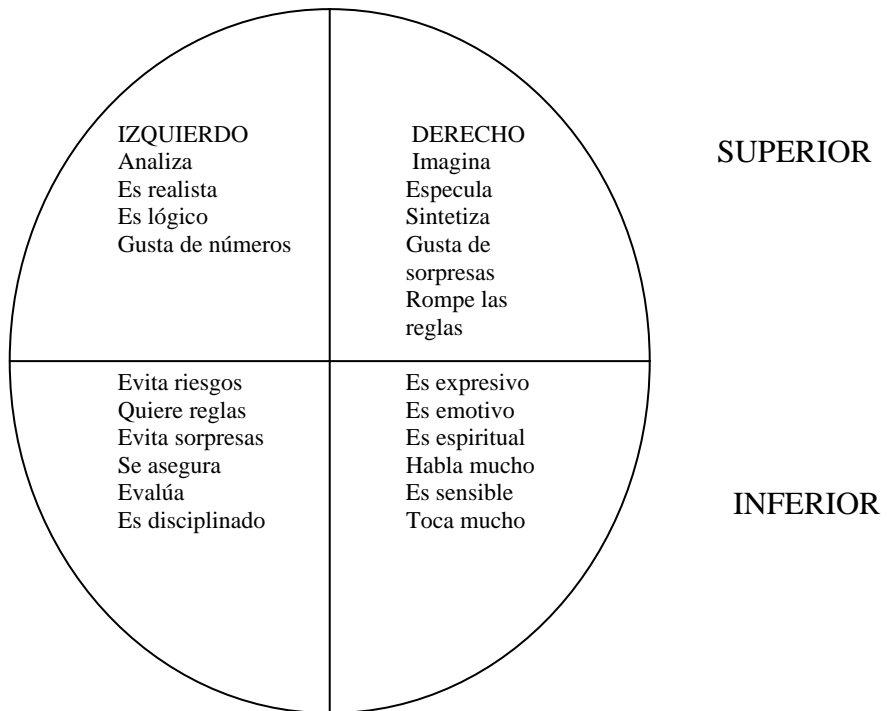 IZQUIERDO
Analiza
Es realista
Es lógico
Gusta de números
DERECHO
Imagina
Especula
Sintetiza
Gusta de
sorpresas
Rompe las
reglas
SUPERIOR
Evita riesgos
Quiere reglas
Evita sorpresas
Se asegura
Evalúa
Es disciplinado
Es expresivo
Es emotivo
Es espiritual
Habla mucho
Es sensible
Toca mucho
INFERIOR